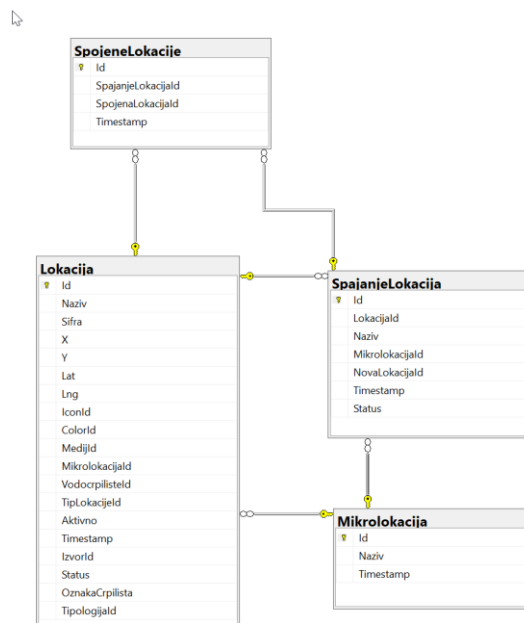 SpojeneLokacije
Id
SpajanjeLokacijaId
SpojenaLokacijaId
Timestamp
Lokacija
Id
Naziv
Sifra
X
Y
Lat
Lng
IconId
ColorId
MedijId
MikrolokacijaId
VodocrpilisteId
TipLokacijeId
Aktivno
Timestamp
IzvorId
Status
OznakaCrpilista
TipologijaId
SpajanjeLokacija
Id
LokacijaId
Naziv
MikrolokacijaId
NovaLokacijaId
Timestamp
Status
Mikrolokacija
Id
Naziv
Timestamp